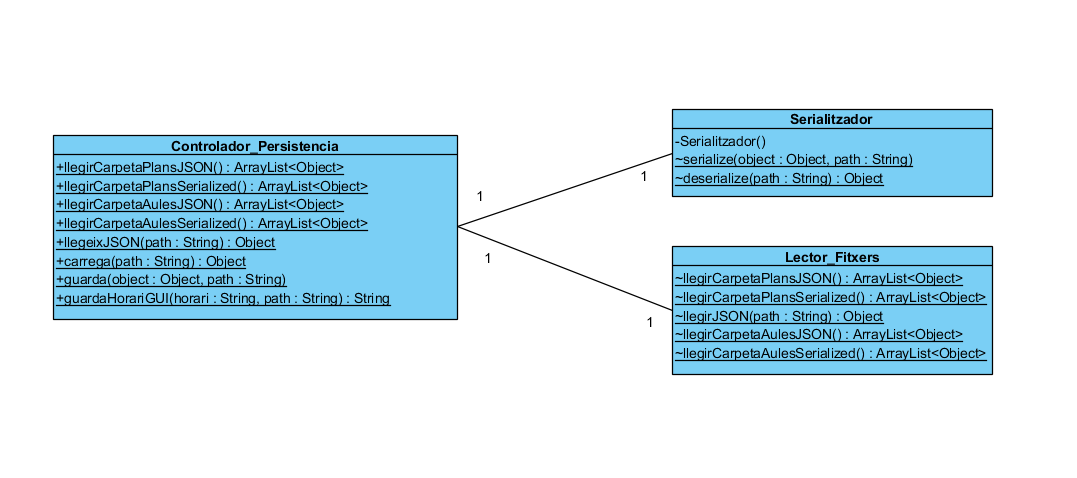 Controlador_Persistencia
+llegirCarpetaPlansJSON() : ArrayList<Object>
+llegirCarpetaPlansSerialized() : ArrayList<Object>
+llegirCarpetaAulesJSON() : ArrayList<Object>
+llegirCarpetaAulesSerialized() : ArrayList<Object>
+llegeixJSON(path : String) : Object
+carrega(path : String) : Object
+guarda(object : Object, path : String)
+guardaHorariGUI(horari : String, path : String) : String
1
1
1
1
Serialitzador
-Serialitzador()
~serialize(object : Object, path : String)
~deserialize(path : String) : Object
Lector_Fitxers
~llegirCarpetaPlansJSON() : ArrayList<Object>
~llegirCarpetaPlansSerialized() : ArrayList<Object>
~llegirJSON(path : String) : Object
~llegirCarpetaAulesJSON() : ArrayList<Object>
~llegirCarpetaAulesSerialized() : ArrayList<Object>